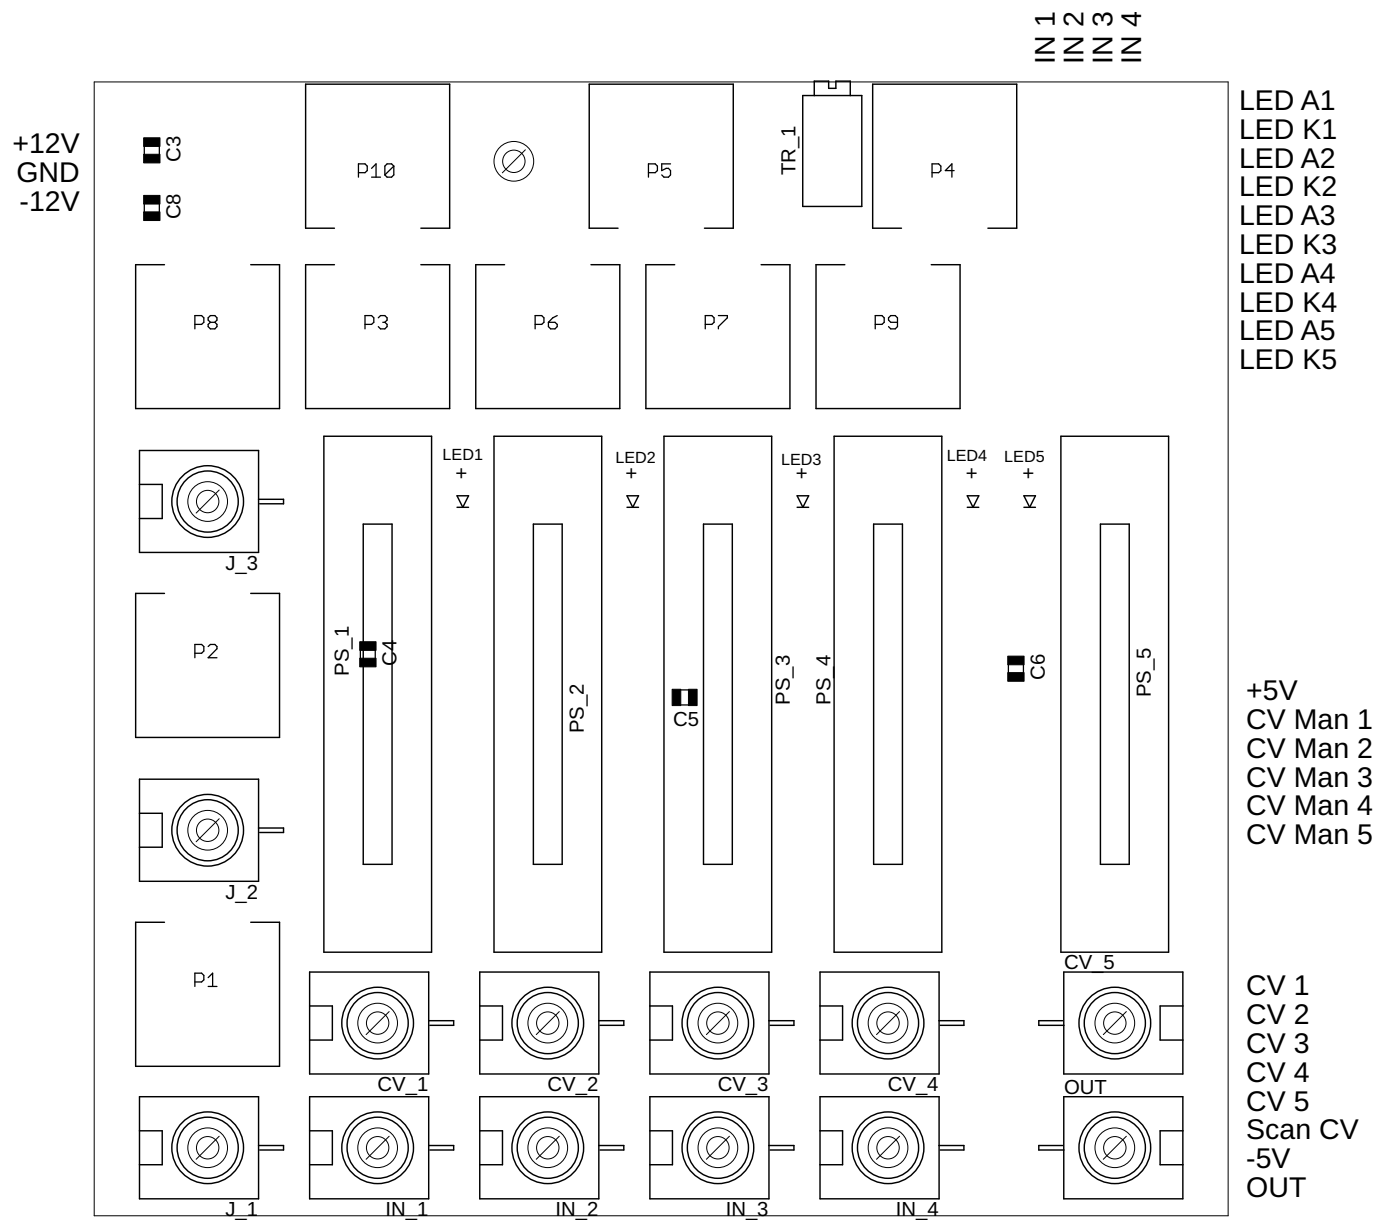 IN 1
IN 2
IN 3
IN 4
LED A1
LED K1
LED A2
LED K2
LED A3
LED K3
LED A4
LED K4
LED A5
LED K5
+12V
GND
-12V
C3
C8
P10
P5
TR_1
P4
P8
P3
P6
P7
P9
LED1
+
LED2
+
LED3
+
LED4
+
LED5
+
J_3
P2
PS_1
C4
PS_2
C5
PS_3
PS_4
C6
PS_5
+5V
CV Man 1
CV Man 2
CV Man 3
CV Man 4
CV Man 5
J_2
P1
CV_5
CV_1
CV_2
CV_3
CV_4
OUT
J_1
IN_1
IN_2
IN_3
IN_4
CV 1
CV 2
CV 3
CV 4
CV 5
Scan CV
-5V
OUT